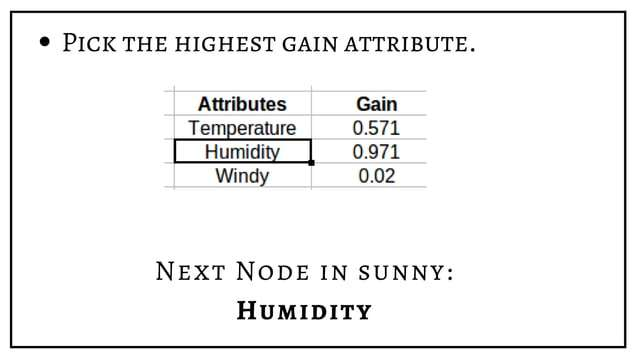 • Pick the highest gain attribute.
Attributes Gain
Temperature 0.571
Humidity 0.971
Windy 0.02
Next Node in sunny:
Humidity